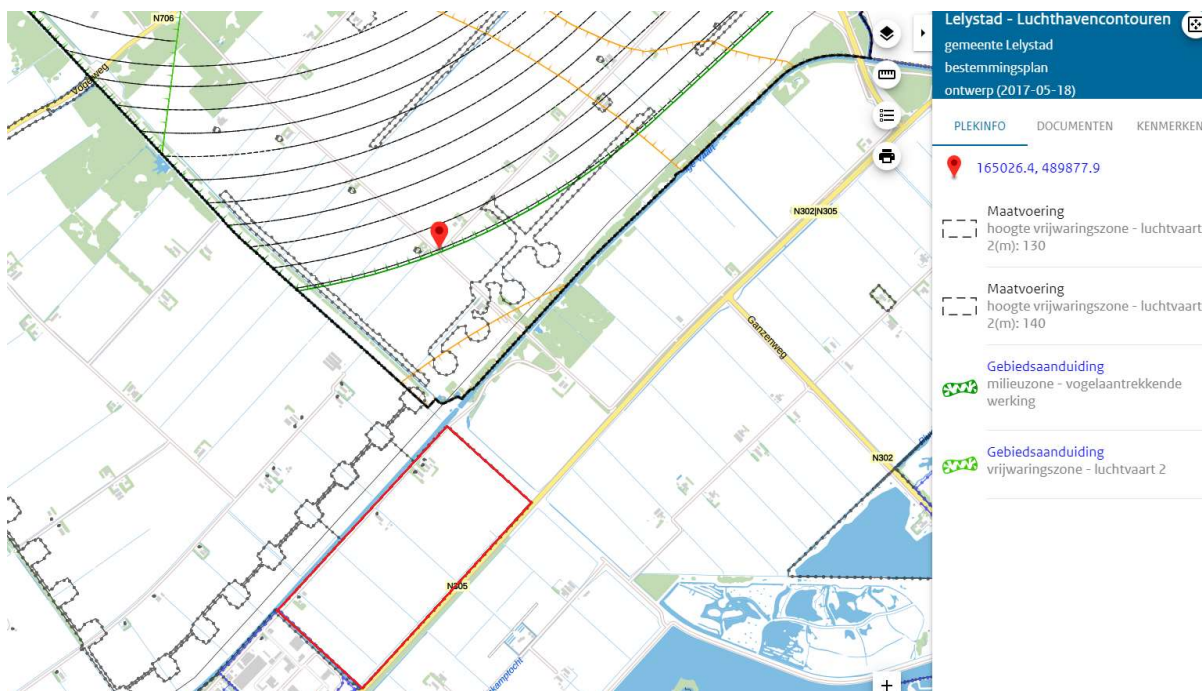 N706
Vogelweg
N302|N305
Ganzenweg
N302
N305
Lelystad - Luchthavencontouren
gemeente Lelystad
bestemmingsplan
ontwerp (2017-05-18)
PLEKINFO DOCUMENTEN KENMERKEN
165026.4, 489877.9
Maatvoering
hoogte vrijwaringszone - luchtvaart
2(m): 130
Maatvoering
hoogte vrijwaringszone - luchtvaart
2(m): 140
Gebiedsaanduiding
milieuzone - vogelaantrekkende
werking
Gebiedsaanduiding
vrijwaringszone - luchtvaart 2